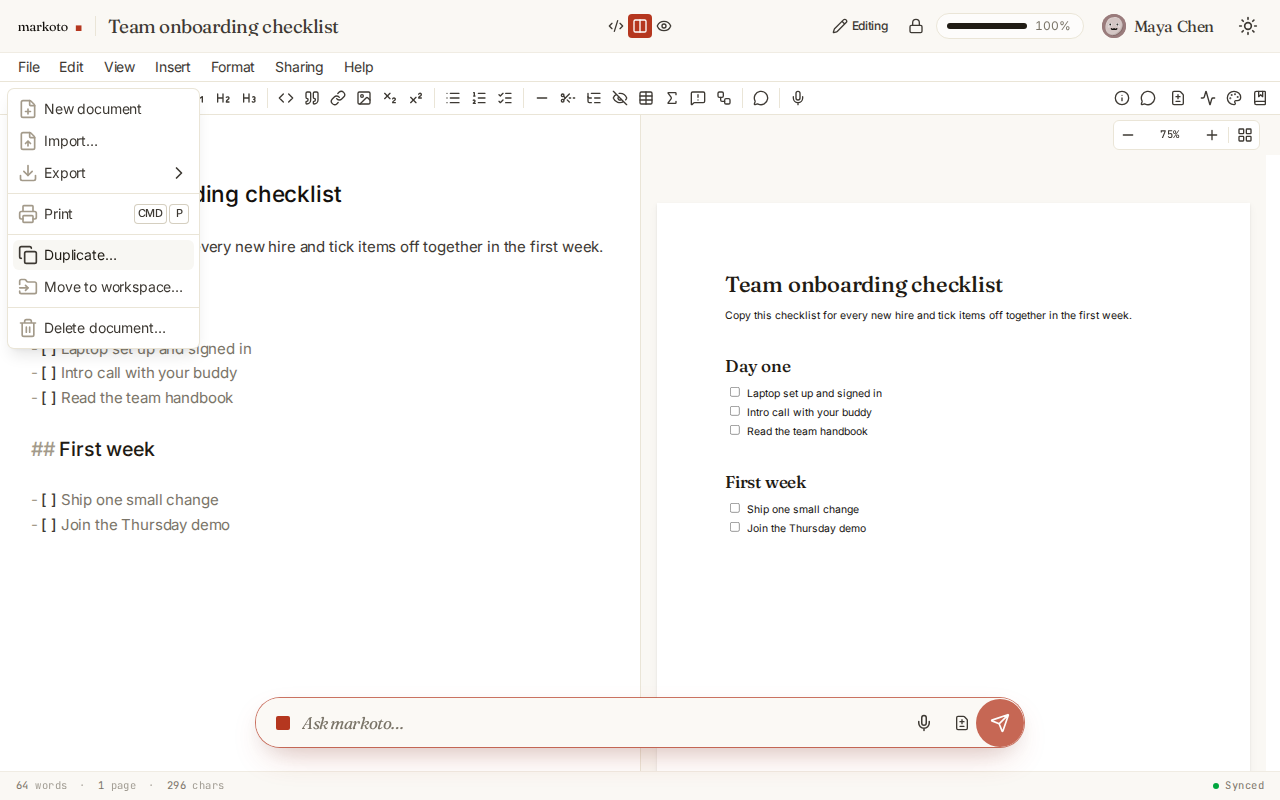 markoto
Team onboarding checklist
Editing
100%
Maya Chen
File Edit View Insert Format Sharing Help
H2 H3
New document
Import...
Export
Print CMD P
Duplicate...
Move to workspace...
Delete document...
checklist
every new hire and tick items off together in the first week.
- [ ] Laptop set up and signed in
- [ ] Intro call with your buddy
- [ ] Read the team handbook
## First week
- [ ] Ship one small change
- [ ] Join the Thursday demo
75%
Team onboarding checklist
Copy this checklist for every new hire and tick items off together in the first week.
Day one
Laptop set up and signed in
Intro call with your buddy
Read the team handbook
First week
Ship one small change
Join the Thursday demo
Ask markoto...
64 words · 1 page · 296 chars
Synced